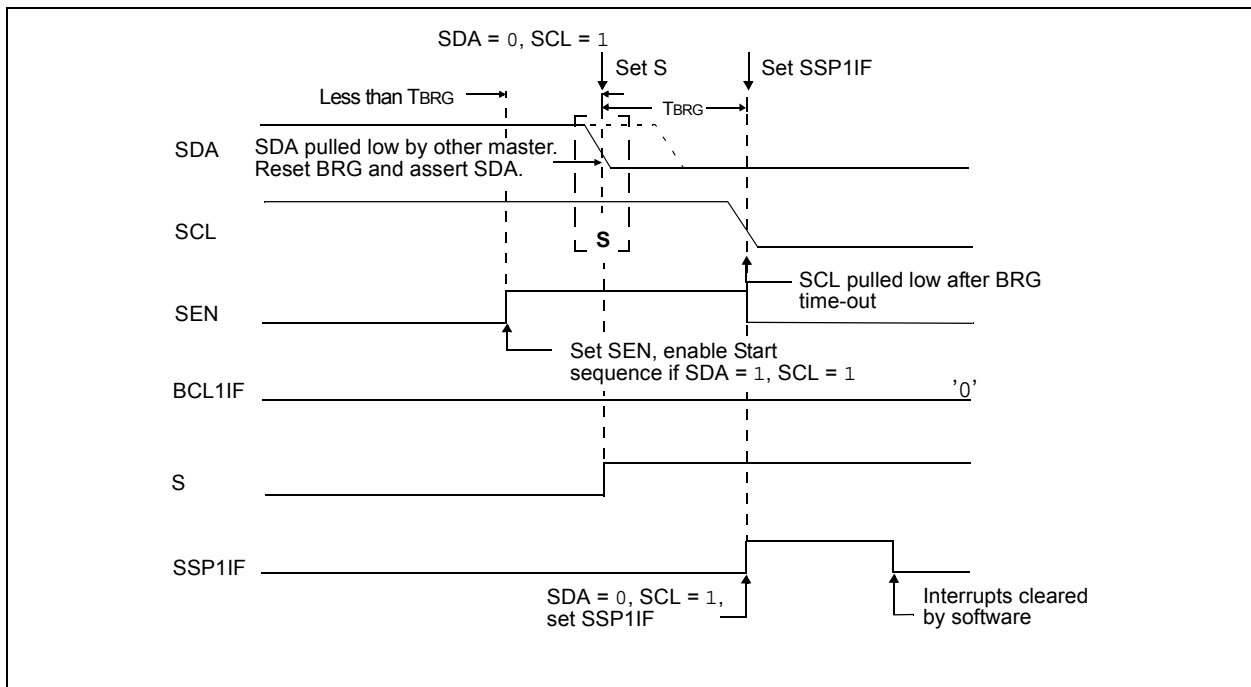 SDA = 0, SCL = 1
Set S
Set SSP1IF
Less than TBRG
TBRG
SDA
SDA pulled low by other master.
Reset BRG and assert SDA.
SCL
S
SCL pulled low after BRG
time-out
SEN
Set SEN, enable Start
sequence if SDA = 1, SCL = 1
BCL1IF
'0'
S
SSP1IF
SDA = 0, SCL = 1,
set SSP1IF
Interrupts cleared
by software